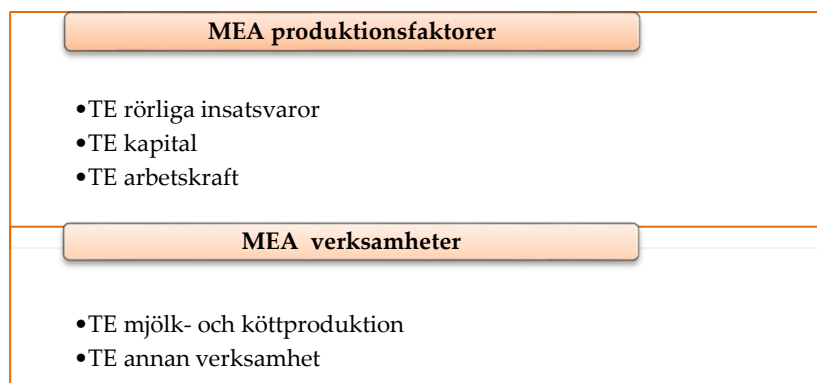 MEA produktionsfaktorer
•TE rörliga insatsvaror
•TE kapital
•TE arbetskraft
MEA verksamheter
•TE mjölk- och köttproduktion
•TE annan verksamhet